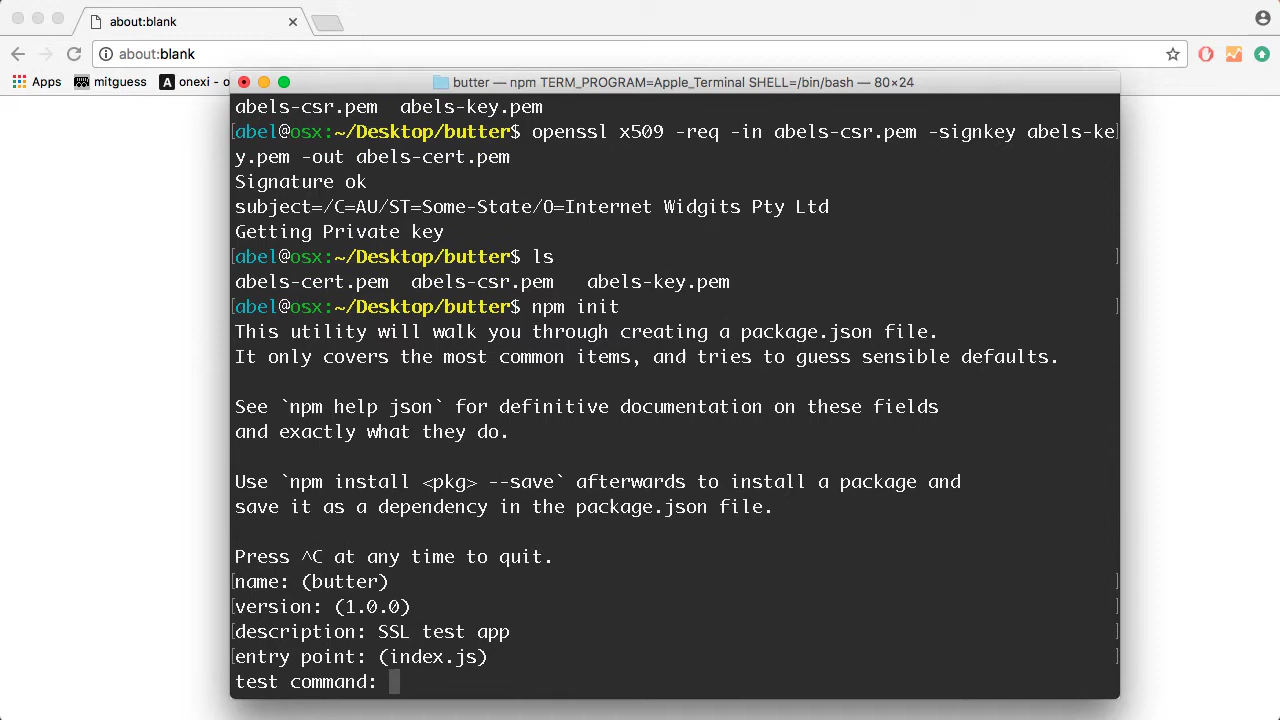 about:blank
about:blank
Apps mitguess onexi - o
butter — npm TERM_PROGRAM=Apple_Terminal SHELL=/bin/bash — 80×24
abels-csr.pem  abels-key.pem
[abel@osx:~/Desktop/butter$ openssl x509 -req -in abels-csr.pem -signkey abels-ke]
y.pem -out abels-cert.pem
Signature ok
subject=/C=AU/ST=Some-State/O=Internet Widgits Pty Ltd
Getting Private key
[abel@osx:~/Desktop/butter$ ls ]
abels-cert.pem  abels-csr.pem   abels-key.pem
[abel@osx:~/Desktop/butter$ npm init ]
This utility will walk you through creating a package.json file.
It only covers the most common items, and tries to guess sensible defaults.
See `npm help json` for definitive documentation on these fields
and exactly what they do.
Use `npm install <pkg> --save` afterwards to install a package and
save it as a dependency in the package.json file.
Press ^C at any time to quit.
[name: (butter) ]
[version: (1.0.0) ]
[description: SSL test app ]
[entry point: (index.js) ]
test command: